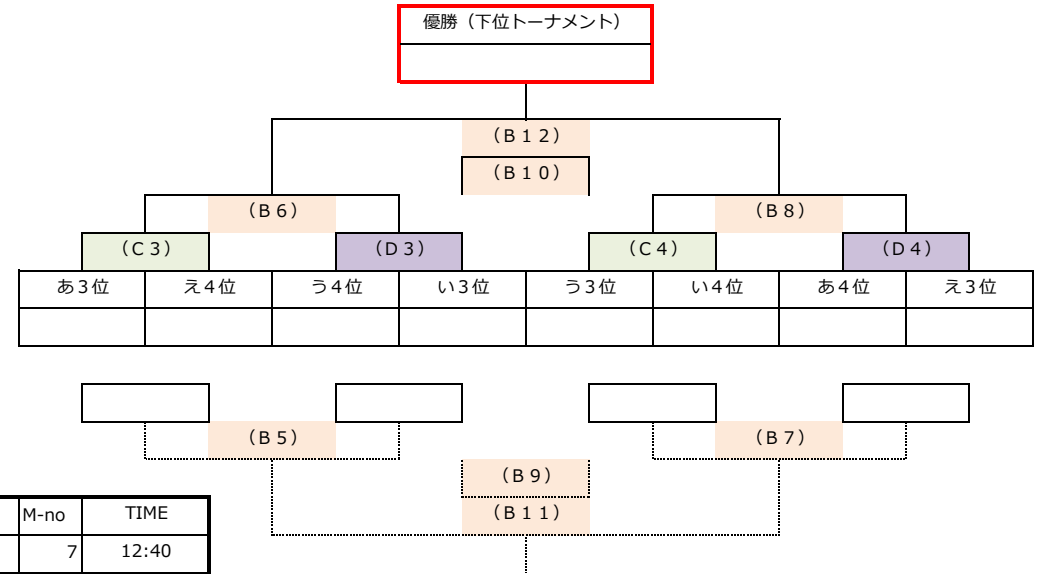 優勝（下位トーナメント）
（Ｂ１２）
（Ｂ１０）
（Ｂ６） （Ｂ８）
（Ｃ３） （Ｄ３） （Ｃ４） （Ｄ４）
あ３位 え４位 う４位 い３位 う３位 い４位 あ４位 え３位
（Ｂ５） （Ｂ７）
（Ｂ９）
（Ｂ１１）
M-no TIME
7 12:40